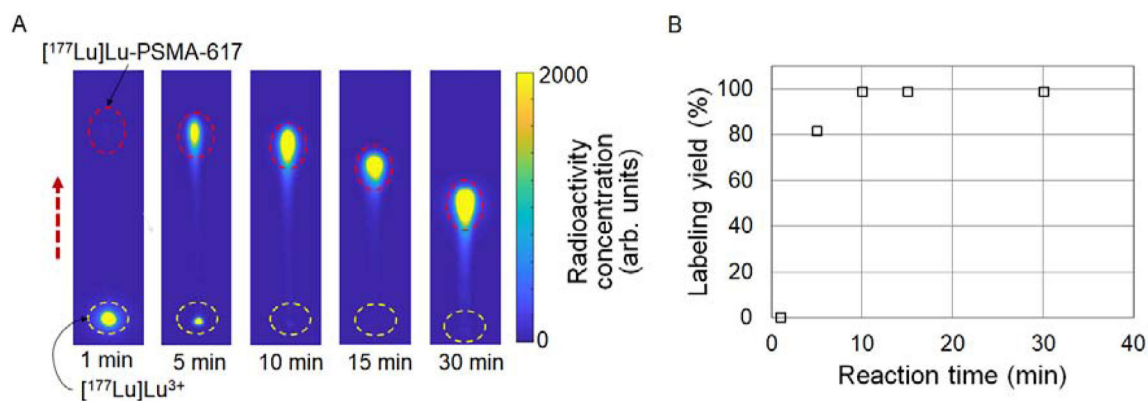 A
[¹⁷⁷Lu]Lu-PSMA-617
2000
Radioactivity
concentration
(arb. units)
0
1 min
5 min
10 min
15 min
30 min
[¹⁷⁷Lu]Lu³⁺
B
Labeling yield (%)
100
80
60
40
20
0
0
10
20
30
40
Reaction time (min)